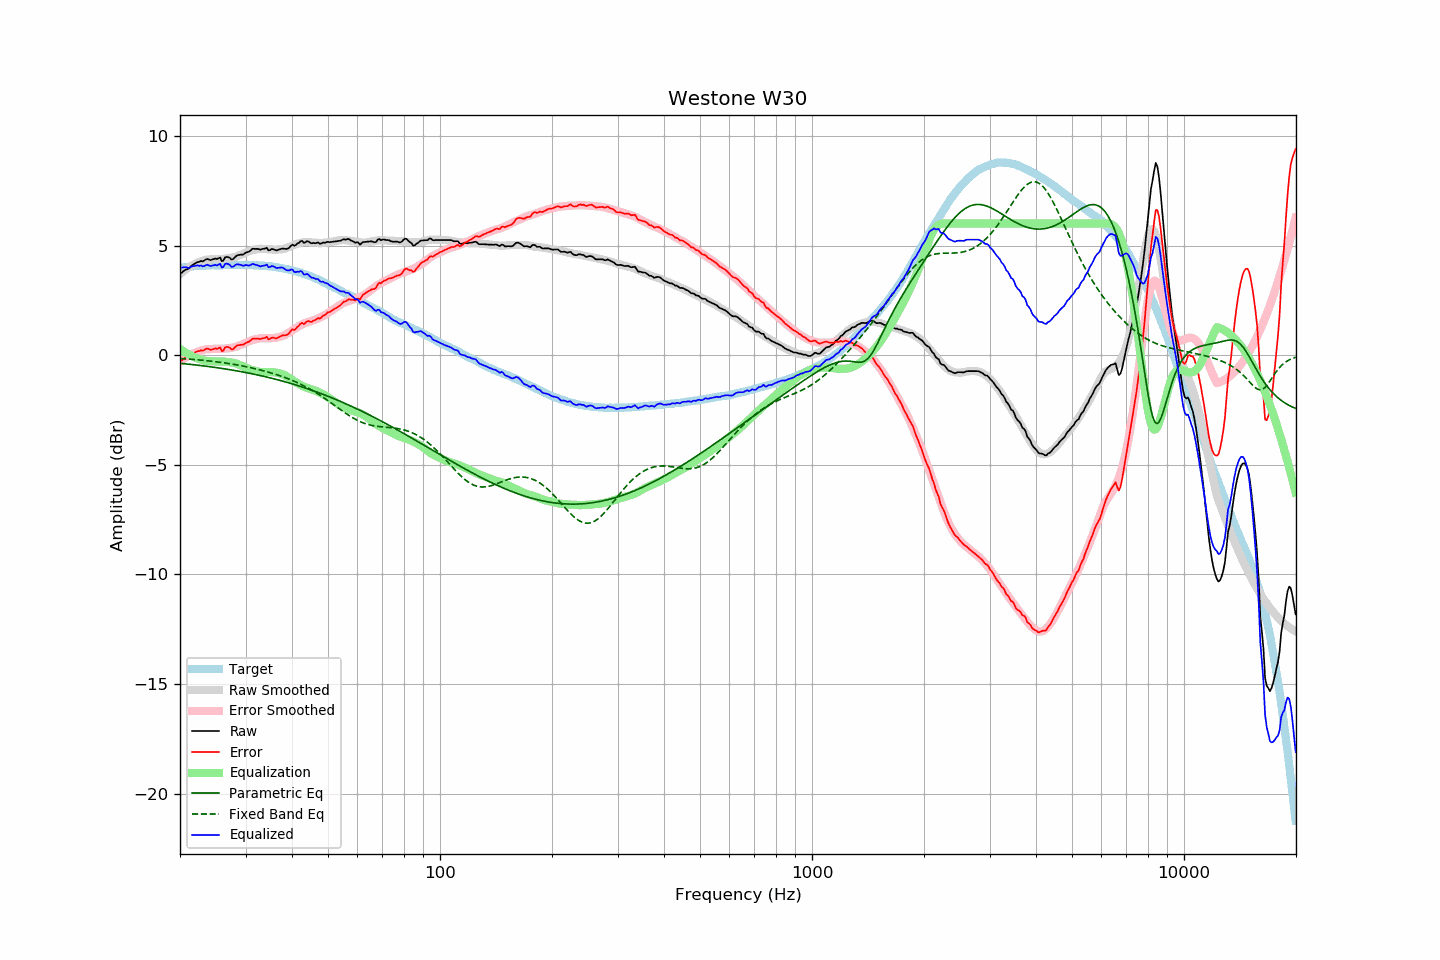 Westone W30
10
5
0
−5
−10
−15
−20
Amplitude (dBr)
Target
Raw Smoothed
Error Smoothed
Raw
Error
Equalization
Parametric Eq
Fixed Band Eq
Equalized
100
1000
10000
Frequency (Hz)